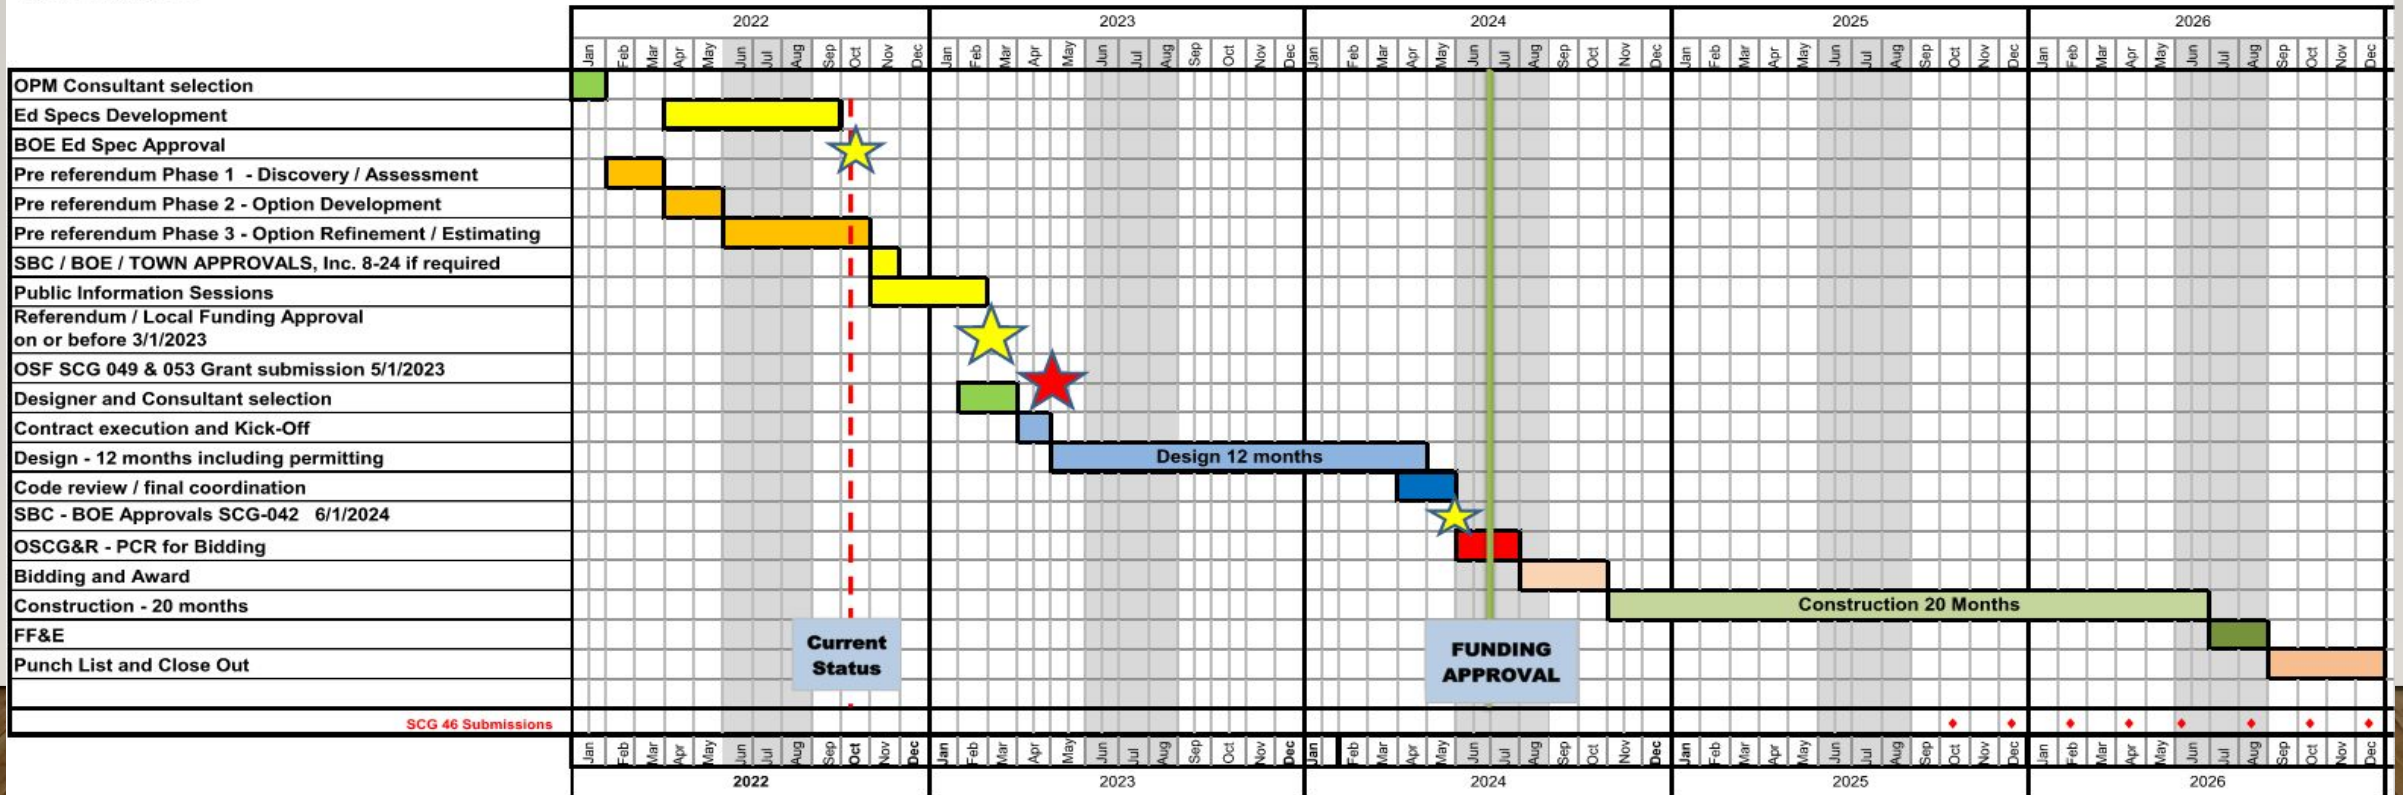 2022 2023 2024 2025 2026
Jan Feb Mar Apr May Jun Jul Aug Sep Oct Nov Dec Jan Feb Mar Apr May Jun Jul Aug Sep Oct Nov Dec Jan Feb Mar Apr May Jun Jul Aug Sep Oct Nov Dec Jan Feb Mar Apr May Jun Jul Aug Sep Oct Nov Dec Jan Feb Mar Apr May Jun Jul Aug Sep Oct Nov Dec
OPM Consultant selection
Ed Specs Development
BOE Ed Spec Approval
Pre referendum Phase 1 - Discovery / Assessment
Pre referendum Phase 2 - Option Development
Pre referendum Phase 3 - Option Refinement / Estimating
SBC / BOE / TOWN APPROVALS, Inc. 8-24 if required
Public Information Sessions
Referendum / Local Funding Approval
on or before 3/1/2023
OSF SCG 049 & 053 Grant submission 5/1/2023
Designer and Consultant selection
Contract execution and Kick-Off
Design - 12 months including permitting Design 12 months
Code review / final coordination
SBC - BOE Approvals SCG-042 6/1/2024
OSCG&R - PCR for Bidding
Bidding and Award
Construction - 20 months Construction 20 Months
FF&E
Punch List and Close Out
Current
Status
FUNDING
APPROVAL
SCG 46 Submissions
Jan Feb Mar Apr May Jun Jul Aug Sep Oct Nov Dec Jan Feb Mar Apr May Jun Jul Aug Sep Oct Nov Dec Jan Feb Mar Apr May Jun Jul Aug Sep Oct Nov Dec Jan Feb Mar Apr May Jun Jul Aug Sep Oct Nov Dec Jan Feb Mar Apr May Jun Jul Aug Sep Oct Nov Dec
2022 2023 2024 2025 2026